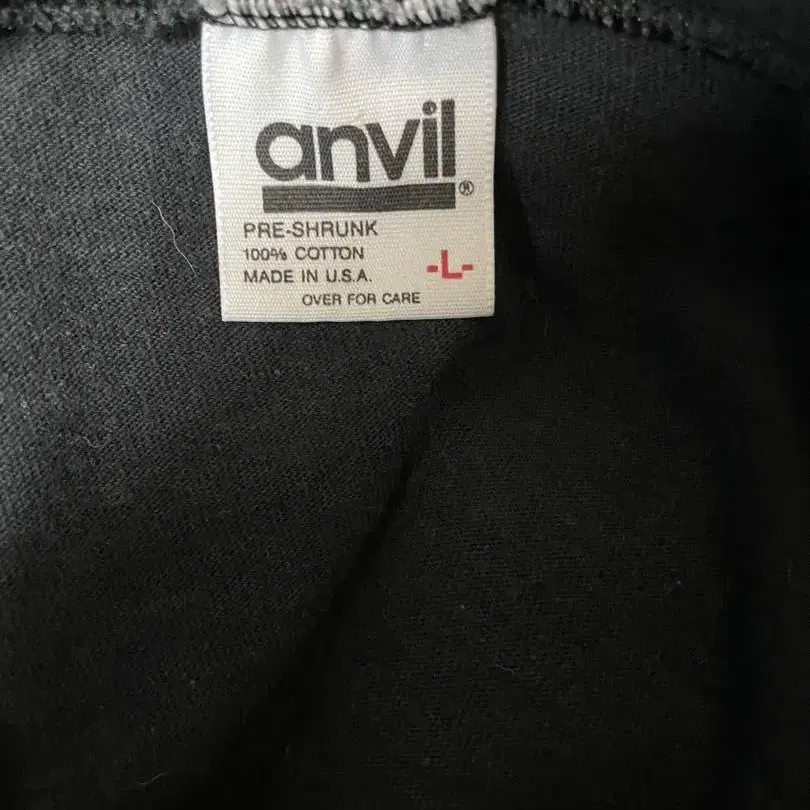 anvil®
PRE-SHRUNK
100% COTTON
MADE IN U.S.A.
-L-
OVER FOR CARE